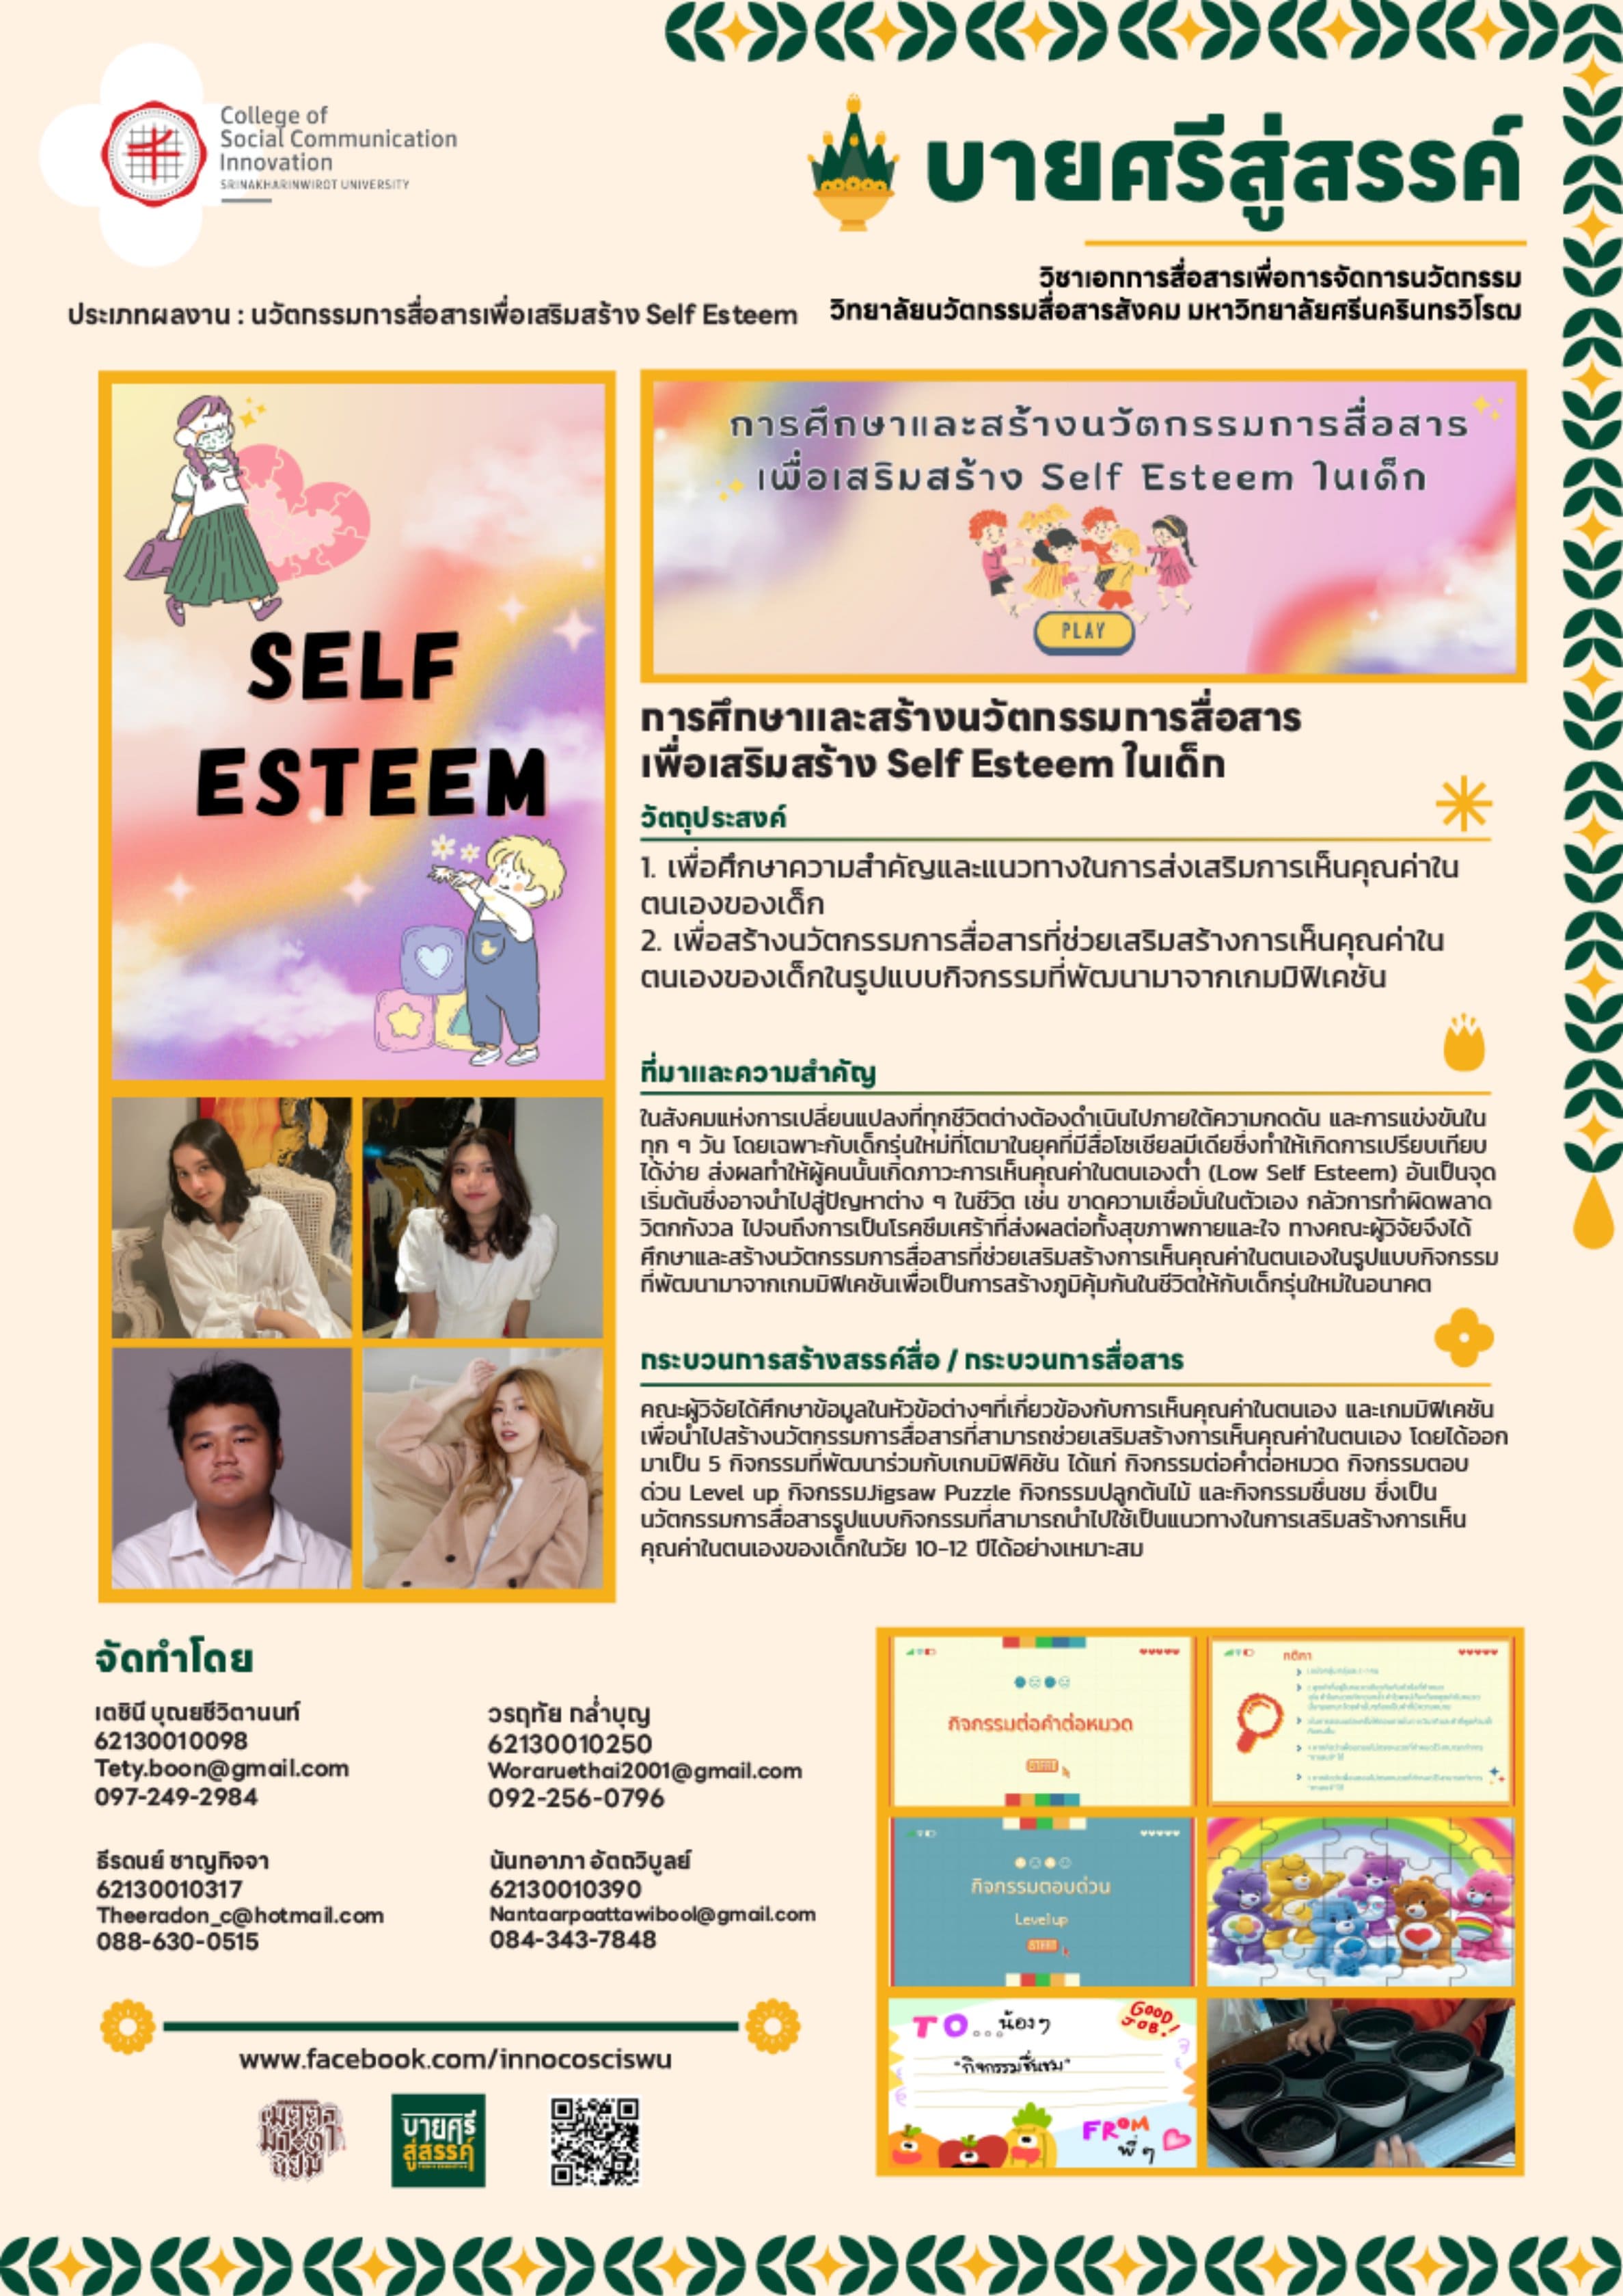 College of
Social Communication
Innovation
SRINAKHARINWIROT UNIVERSITY
บายศรีสู่สรรค์
วิชาเอกการสื่อสารเพื่อการจัดการนวัตกรรม
วิทยาลัยนวัตกรรมสื่อสารสังคม มหาวิทยาลัยศรีนครินทรวิโรฒ
ประเภทผลงาน : นวัตกรรมการสื่อสารเพื่อเสริมสร้าง Self Esteem
SELF
ESTEEM
การศึกษาและสร้างนวัตกรรมการสื่อสาร
เพื่อเสริมสร้าง Self Esteem ในเด็ก
PLAY
การศึกษาและสร้างนวัตกรรมการสื่อสาร
เพื่อเสริมสร้าง Self Esteem ในเด็ก
วัตถุประสงค์
1. เพื่อศึกษาความสำคัญและแนวทางในการส่งเสริมการเห็นคุณค่าใน
ตนเองของเด็ก
2. เพื่อสร้างนวัตกรรมการสื่อสารที่ช่วยเสริมสร้างการเห็นคุณค่าใน
ตนเองของเด็กในรูปแบบกิจกรรมที่พัฒนามาจากเกมมิฟิเคชัน
ที่มาและความสำคัญ
ในสังคมแห่งการเปลี่ยนแปลงที่ทุกชีวิตต่างต้องดำเนินไปภายใต้ความกดดัน และการแข่งขันใน
ทุก ๆ วัน โดยเฉพาะกับเด็กรุ่นใหม่ที่โตมาในยุคที่มีสื่อโซเชียลมีเดียซึ่งทำให้เกิดการเปรียบเทียบ
ได้ง่าย ส่งผลทำให้ผู้คนนั้นเกิดภาวะการเห็นคุณค่าในตนเองต่ำ (Low Self Esteem) อันเป็นจุด
เริ่มต้นซึ่งอาจนำไปสู่ปัญหาต่าง ๆ ในชีวิต เช่น ขาดความเชื่อมั่นในตัวเอง กลัวการทำผิดพลาด
วิตกกังวล ไปจนถึงการเป็นโรคซึมเศร้าที่ส่งผลต่อทั้งสุขภาพกายและใจ ทางคณะผู้วิจัยจึงได้
ศึกษาและสร้างนวัตกรรมการสื่อสารที่ช่วยเสริมสร้างการเห็นคุณค่าในตนเองในรูปแบบกิจกรรม
ที่พัฒนามาจากเกมมิฟิเคชันเพื่อเป็นการสร้างภูมิคุ้มกันในชีวิตให้กับเด็กรุ่นใหม่ในอนาคต
กระบวนการสร้างสรรค์สื่อ / กระบวนการสื่อสาร
คณะผู้วิจัยได้ศึกษาข้อมูลในหัวข้อต่างๆที่เกี่ยวข้องกับการเห็นคุณค่าในตนเอง และเกมมิฟิเคชัน
เพื่อนำไปสร้างนวัตกรรมการสื่อสารที่สามารถช่วยเสริมสร้างการเห็นคุณค่าในตนเอง โดยได้ออก
มาเป็น 5 กิจกรรมที่พัฒนาร่วมกับเกมมิฟิคิชัน ได้แก่ กิจกรรมต่อคำต่อหมวด กิจกรรมตอบ
ด่วน Level up กิจกรรมJigsaw Puzzle กิจกรรมปลูกต้นไม้ และกิจกรรมชื่นชม ซึ่งเป็น
นวัตกรรมการสื่อสารรูปแบบกิจกรรมที่สามารถนำไปใช้เป็นแนวทางในการเสริมสร้างการเห็น
คุณค่าในตนเองของเด็กในวัย 10-12 ปีได้อย่างเหมาะสม
จัดทำโดย
เตชินี บุณยชีวิตานนท์
62130010098
Tety.boon@gmail.com
097-249-2984
วรฤทัย กล่ำบุญ
62130010250
Woraruethai2001@gmail.com
092-256-0796
ธีรดนย์ ชาญกิจจา
62130010317
Theeradon_c@hotmail.com
088-630-0515
นันทอาภา อัตถวิบูลย์
62130010390
Nantaarpaattawibool@gmail.com
084-343-7848
www.facebook.com/innocosciswu
บายศรี
สู่สรรค์
กิจกรรมต่อคำต่อหมวด
START
กติกา
กิจกรรมตอบด่วน
Level up
START
TO...น้องๆ
GOOD
JOB!
"กิจกรรมชื่นชม"
FROM
พี่ๆ